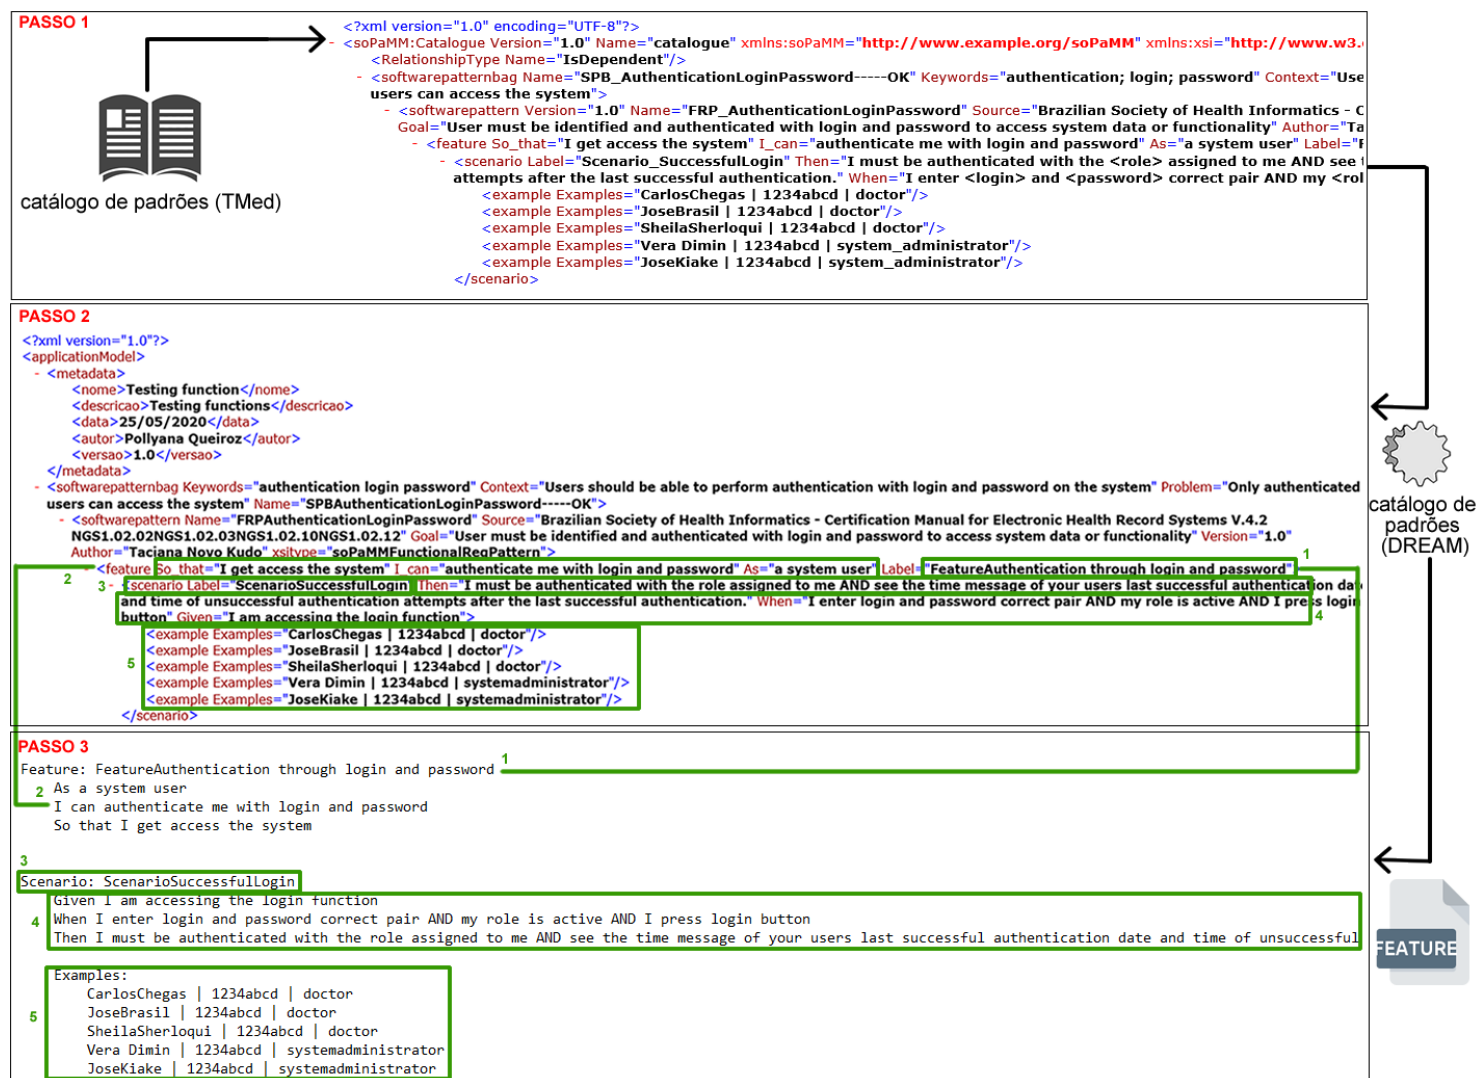 PASSO 1
<?xml version="1.0" encoding="UTF-8"?>
- <soPaMM:Catalogue Version="1.0" Name="catalogue" xmlns:soPaMM="http://www.example.org/soPaMM" xmlns:xsi="http://www.w3.
<RelationshipType Name="IsDependent"/>
- <softwarepatternbag Name="SPB_AuthenticationLoginPassword-----OK" Keywords="authentication; login; password" Context="Use
users can access the system">
- <softwarepattern Version="1.0" Name="FRP_AuthenticationLoginPassword" Source="Brazilian Society of Health Informatics - C
Goal="User must be identified and authenticated with login and password to access system data or functionality" Author="Ta
- <feature So_that="I get access the system" I_can="authenticate me with login and password" As="a system user" Label="F
- <scenario Label="Scenario_SuccessfulLogin" Then="I must be authenticated with the <role> assigned to me AND see t
attempts after the last successful authentication." When="I enter <login> and <password> correct pair AND my <rol
<example Examples="CarlosChegas | 1234abcd | doctor"/>
<example Examples="JoseBrasil | 1234abcd | doctor"/>
<example Examples="SheilaSherloqui | 1234abcd | doctor"/>
<example Examples="Vera Dimin | 1234abcd | system_administrator"/>
<example Examples="JoseKiake | 1234abcd | system_administrator"/>
</scenario>
catálogo de padrões (TMed)
PASSO 2
<?xml version="1.0"?>
<applicationModel>
- <metadata>
<nome>Testing function</nome>
<descricao>Testing functions</descricao>
<data>25/05/2020</data>
<autor>Pollyana Queiroz</autor>
<versao>1.0</versao>
</metadata>
- <softwarepatternbag Keywords="authentication login password" Context="Users should be able to perform authentication with login and password on the system" Problem="Only authenticated
users can access the system" Name="SPBAuthenticationLoginPassword-----OK">
- <softwarepattern Name="FRPAuthenticationLoginPassword" Source="Brazilian Society of Health Informatics - Certification Manual for Electronic Health Record Systems V.4.2
NGS1.02.02NGS1.02.03NGS1.02.10NGS1.02.12" Goal="User must be identified and authenticated with login and password to access system data or functionality" Version="1.0"
Author="Taciana Novo Kudo" xsitype="soPaMMFunctionalReqPattern">
1
2 - <feature So_that="I get access the system" I_can="authenticate me with login and password" As="a system user" Label="FeatureAuthentication through login and password"
3 - <scenario Label="ScenarioSuccessfulLogin" Then="I must be authenticated with the role assigned to me AND see the time message of your users last successful authentication date
and time of unsuccessful authentication attempts after the last successful authentication." When="I enter login and password correct pair AND my role is active AND I press login
button" Given="I am accessing the login function">
4
5
<example Examples="CarlosChegas | 1234abcd | doctor"/>
<example Examples="JoseBrasil | 1234abcd | doctor"/>
<example Examples="SheilaSherloqui | 1234abcd | doctor"/>
<example Examples="Vera Dimin | 1234abcd | systemadministrator"/>
<example Examples="JoseKiake | 1234abcd | systemadministrator"/>
</scenario>
catálogo de
padrões
(DREAM)
PASSO 3
1
Feature: FeatureAuthentication through login and password
2
As a system user
I can authenticate me with login and password
So that I get access the system
3
Scenario: ScenarioSuccessfulLogin
4
Given I am accessing the login function
When I enter login and password correct pair AND my role is active AND I press login button
Then I must be authenticated with the role assigned to me AND see the time message of your users last successful authentication date and time of unsuccessful
5
Examples:
CarlosChegas | 1234abcd | doctor
JoseBrasil | 1234abcd | doctor
SheilaSherloqui | 1234abcd | doctor
Vera Dimin | 1234abcd | systemadministrator
JoseKiake | 1234abcd | systemadministrator
FEATURE